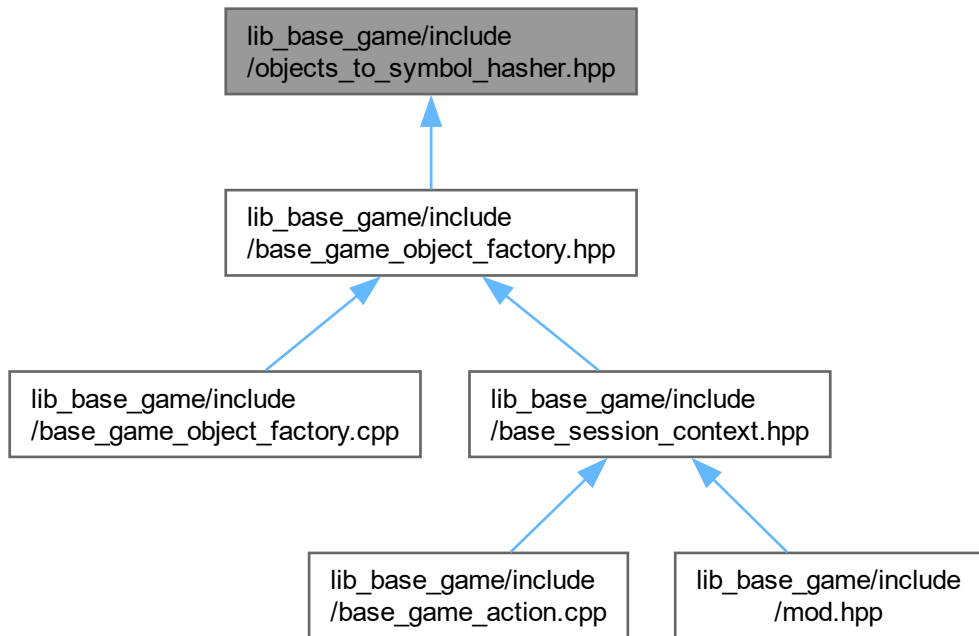 lib_base_game/include
/objects_to_symbol_hasher.hpp
lib_base_game/include
/base_game_object_factory.hpp
lib_base_game/include
/base_game_object_factory.cpp
lib_base_game/include
/base_session_context.hpp
lib_base_game/include
/base_game_action.cpp
lib_base_game/include
/mod.hpp